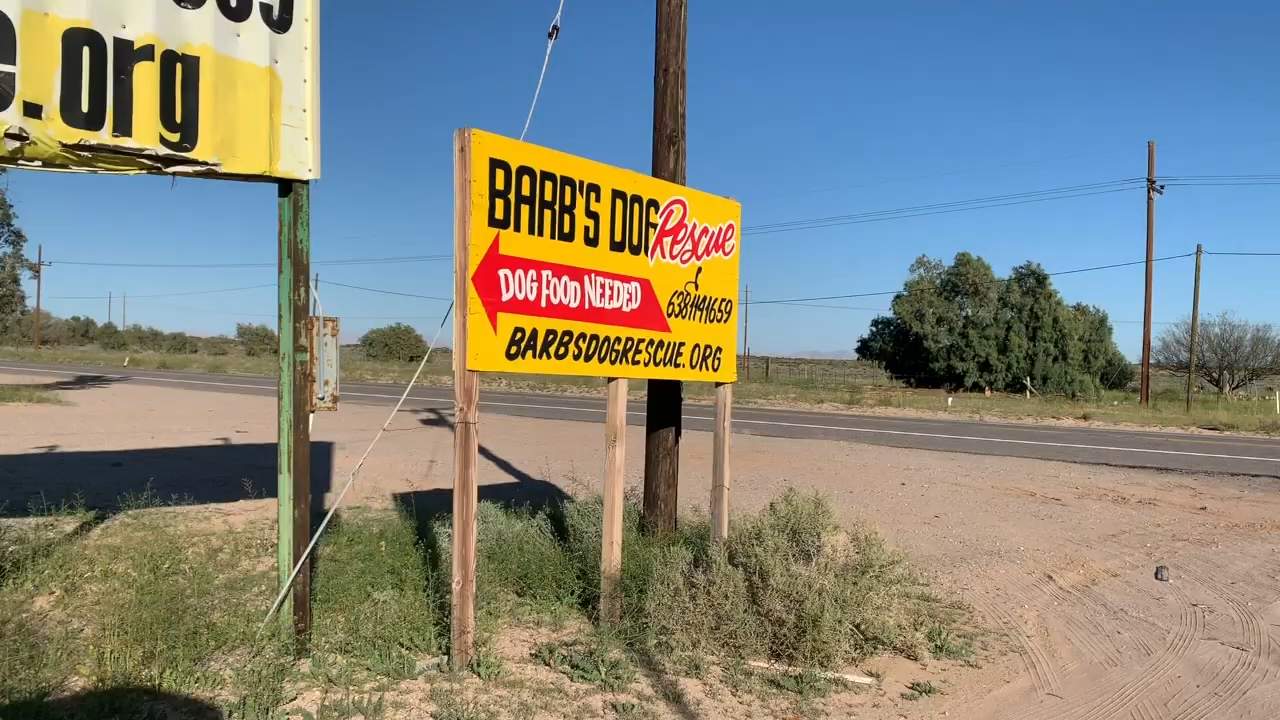 .org
BARB'S DOG Rescue
DOG FOOD NEEDED
6381141659
BARBSDOGRESCUE.ORG